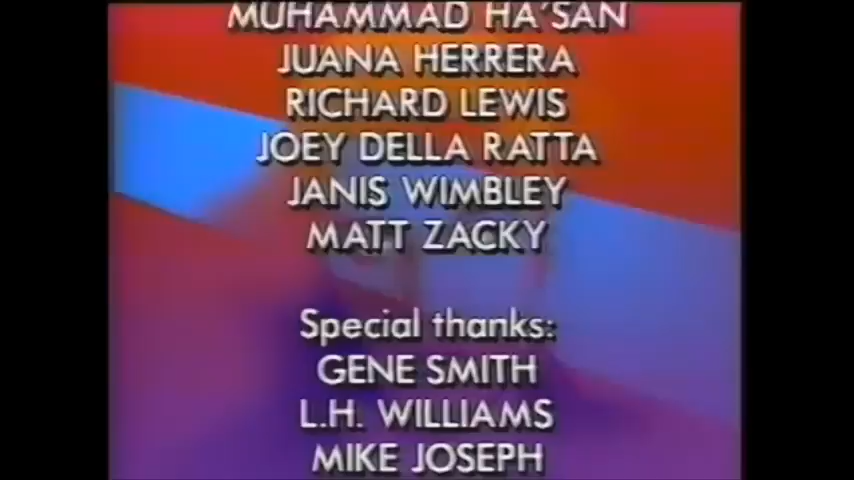 MUHAMMAD HA'SAN
JUANA HERRERA
RICHARD LEWIS
JOEY DELLA RATTA
JANIS WIMBLEY
MATT ZACKY
Special thanks:
GENE SMITH
L.H. WILLIAMS
MIKE JOSEPH